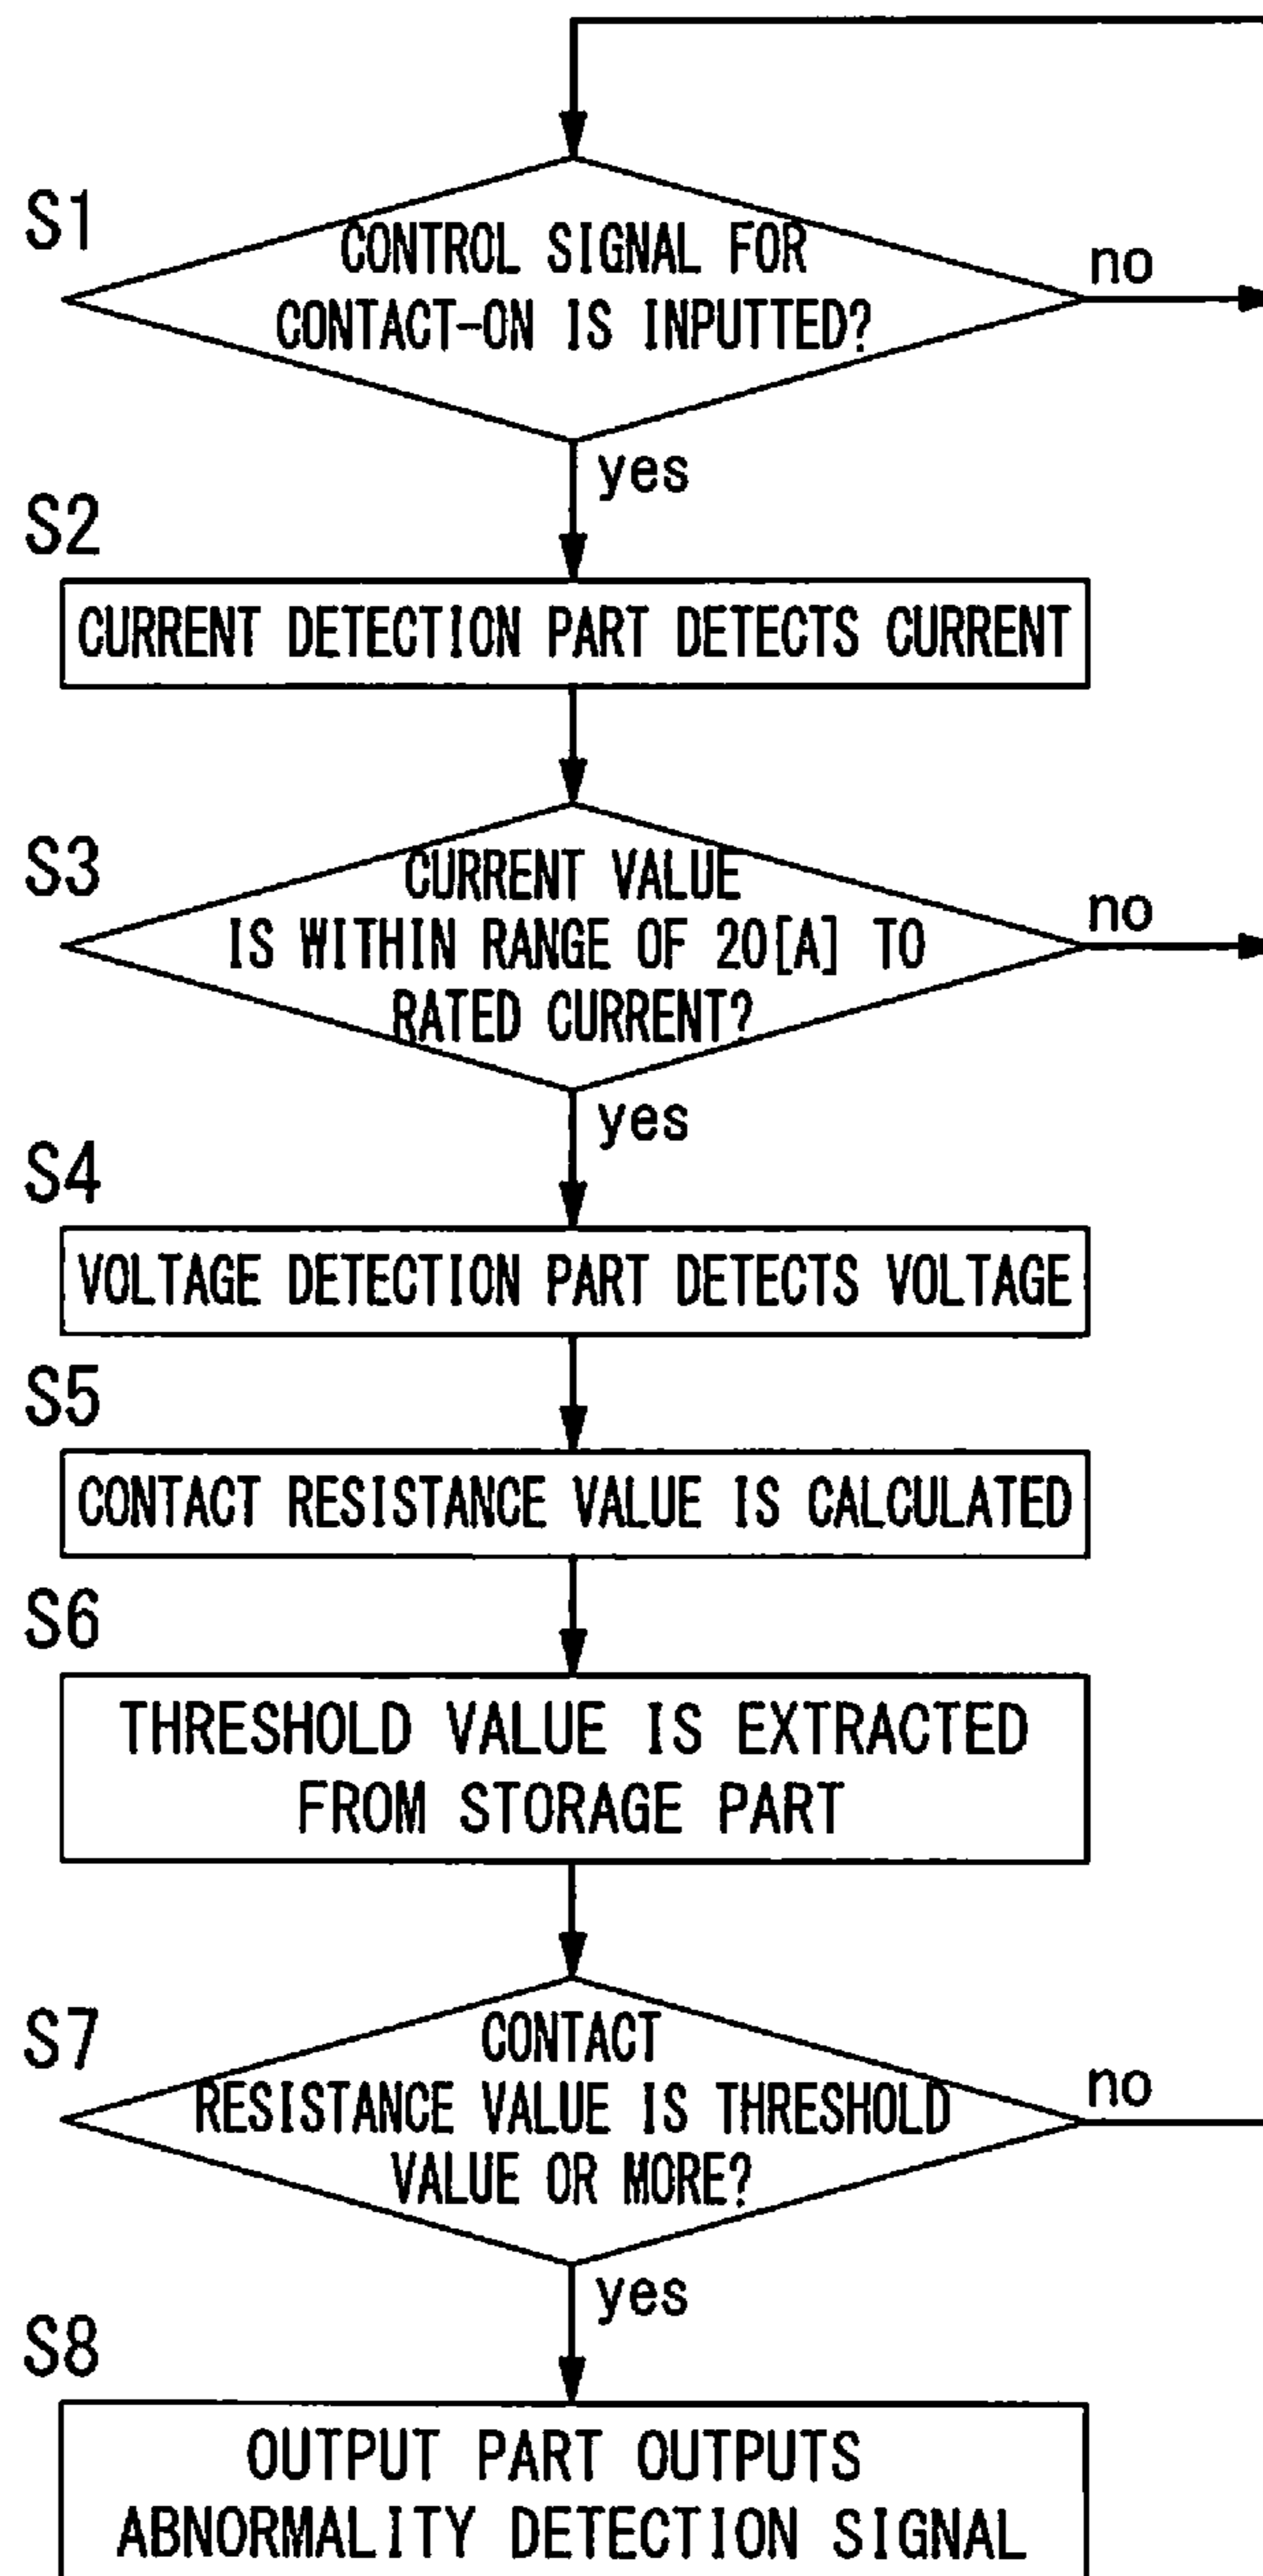 S1
CONTROL SIGNAL FOR
CONTACT-ON IS INPUTTED?
no
yes
S2
CURRENT DETECTION PART DETECTS CURRENT
S3
CURRENT VALUE
IS WITHIN RANGE OF 20[A] TO
RATED CURRENT?
no
yes
S4
VOLTAGE DETECTION PART DETECTS VOLTAGE
S5
CONTACT RESISTANCE VALUE IS CALCULATED
S6
THRESHOLD VALUE IS EXTRACTED
FROM STORAGE PART
S7
CONTACT
RESISTANCE VALUE IS THRESHOLD
VALUE OR MORE?
no
yes
S8
OUTPUT PART OUTPUTS
ABNORMALITY DETECTION SIGNAL